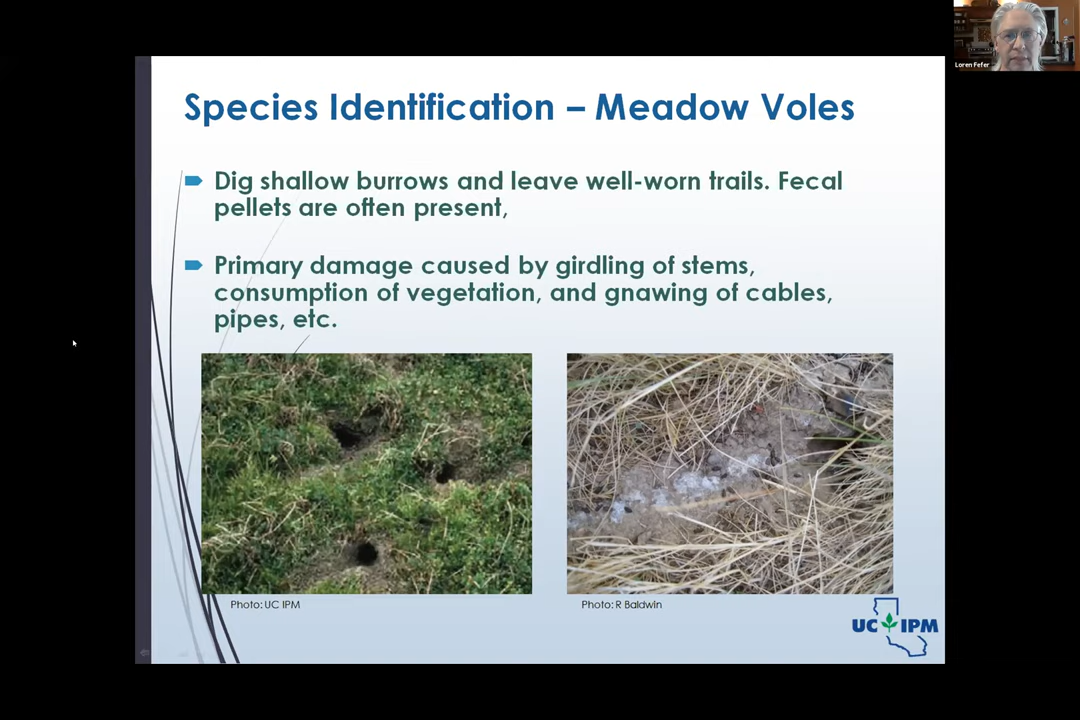 Loren Fefer
Species Identification – Meadow Voles
Dig shallow burrows and leave well-worn trails. Fecal
pellets are often present,
Primary damage caused by girdling of stems,
consumption of vegetation, and gnawing of cables,
pipes, etc.
Photo: UC IPM
Photo: R Baldwin
UC IPM